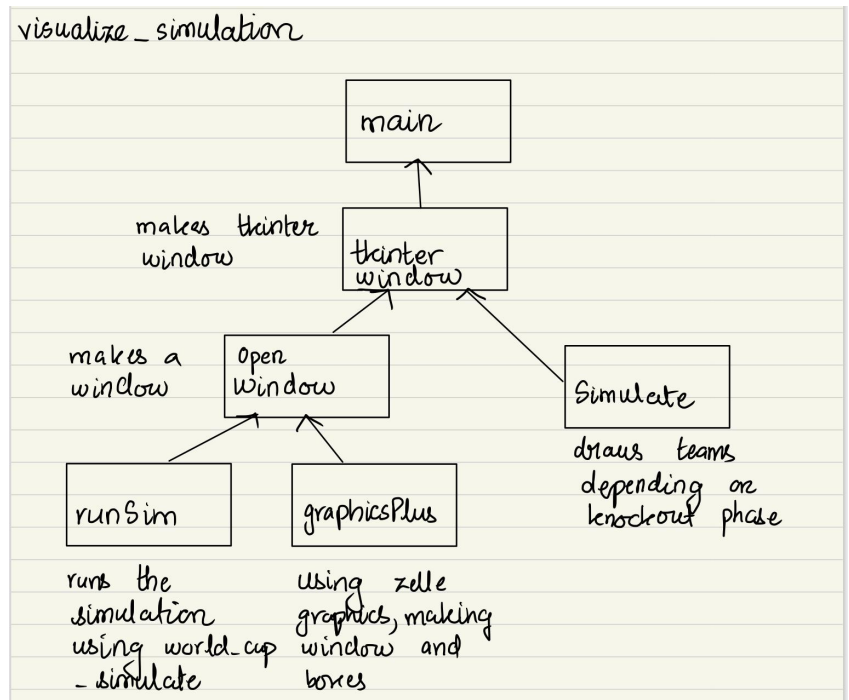 visualize_simulation
main
makes tkinter
window
tkinter
window
makes a
window
open
window
Simulate
draws teams
depending on
knockout phase
runSim
runs the
simulation
using world_cup
_simulate
graphicsPlus
using zelle
graphics, making
window and
boxes